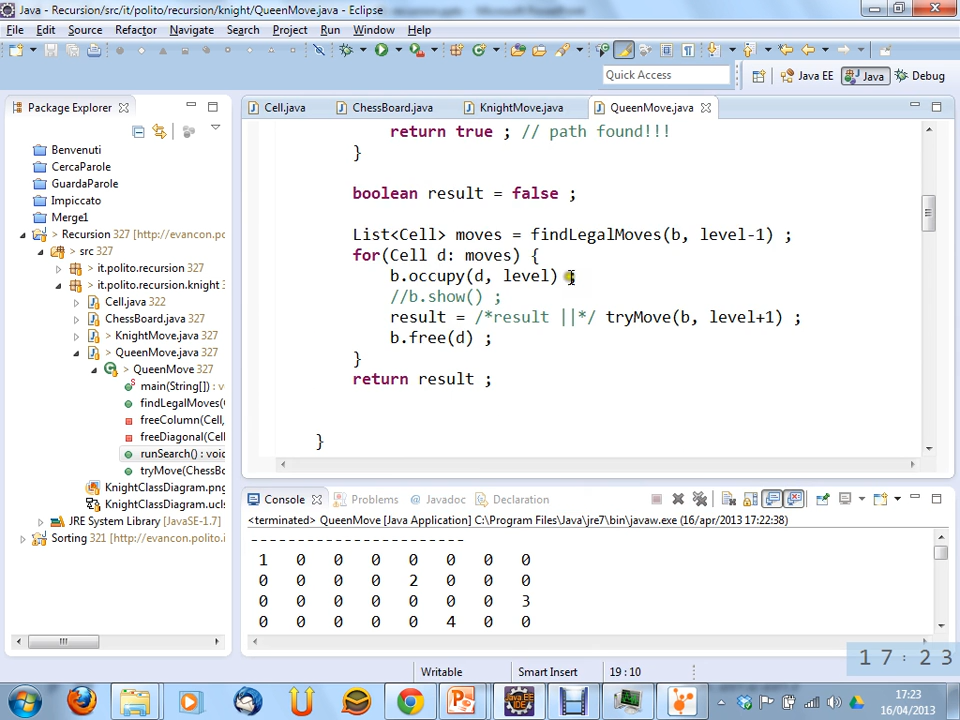 Java - Recursion/src/it/polito/recursion/knight/QueenMove.java - Eclipse
File Edit Source Refactor Navigate Search Project Run Window Help
Quick Access
Java EE Java Debug
Package Explorer
Cell.java ChessBoard.java KnightMove.java QueenMove.java
Benvenuti
CercaParole
GuardaParole
Impiccato
Merge1
Recursion 327 [http://evancon.
src 327
it.polito.recursion 327
it.polito.recursion.knight
Cell.java 322
ChessBoard.java 327
KnightMove.java 327
QueenMove.java 327
QueenMove 327
main(String[]) : v
findLegalMoves(
freeColumn(Cell,
freeDiagonal(Cell
runSearch() : void
tryMove(ChessBo
KnightClassDiagram.png
KnightClassDiagram.ucls
JRE System Library [JavaSE-1.7]
Sorting 321 [http://evancon.polito.i
return true ; // path found!!!
}
boolean result = false ;
List<Cell> moves = findLegalMoves(b, level-1) ;
for(Cell d: moves) {
b.occupy(d, level) ;
//b.show() ;
result = /*result ||*/ tryMove(b, level+1) ;
b.free(d) ;
}
return result ;
}
Console Problems @ Javadoc Declaration
<terminated> QueenMove [Java Application] C:\Program Files\Java\jre7\bin\javaw.exe (16/apr/2013 17:22:38)
-----------------------
1 0 0 0 0 0 0 0
0 0 0 0 2 0 0 0
0 0 0 0 0 0 0 3
0 0 0 0 0 4 0 0
Writable Smart Insert 19 : 10
17:23
17:23
16/04/2013